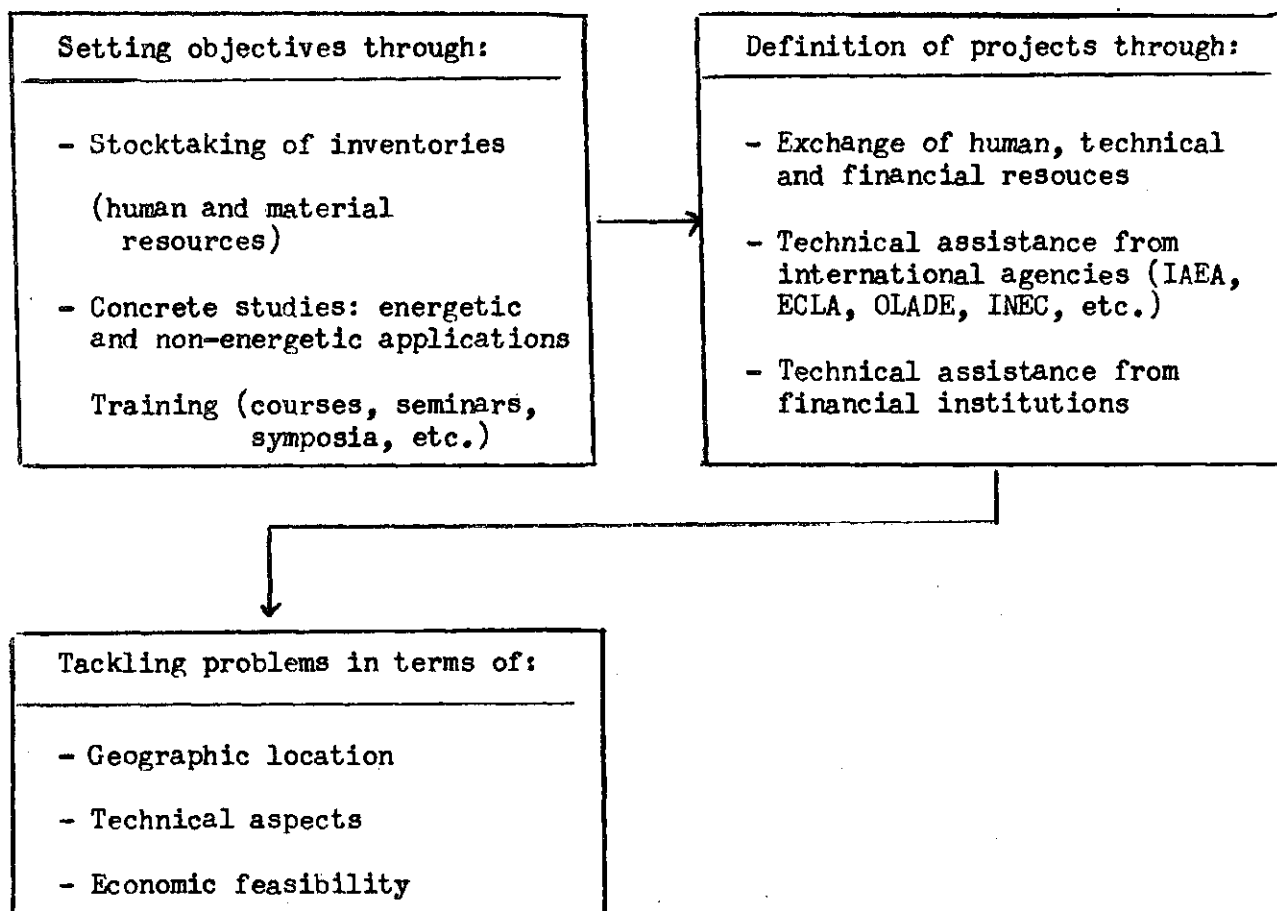 Setting objectives through:
- Stocktaking of inventories
(human and material
resources)
- Concrete studies: energetic
and non-energetic applications
Training (courses, seminars,
symposia, etc.)
Definition of projects through:
- Exchange of human, technical
and financial resouces
- Technical assistance from
international agencies (IAEA,
ECLA, OLADE, INEC, etc.)
- Technical assistance from
financial institutions
Tackling problems in terms of:
- Geographic location
- Technical aspects
- Economic feasibility